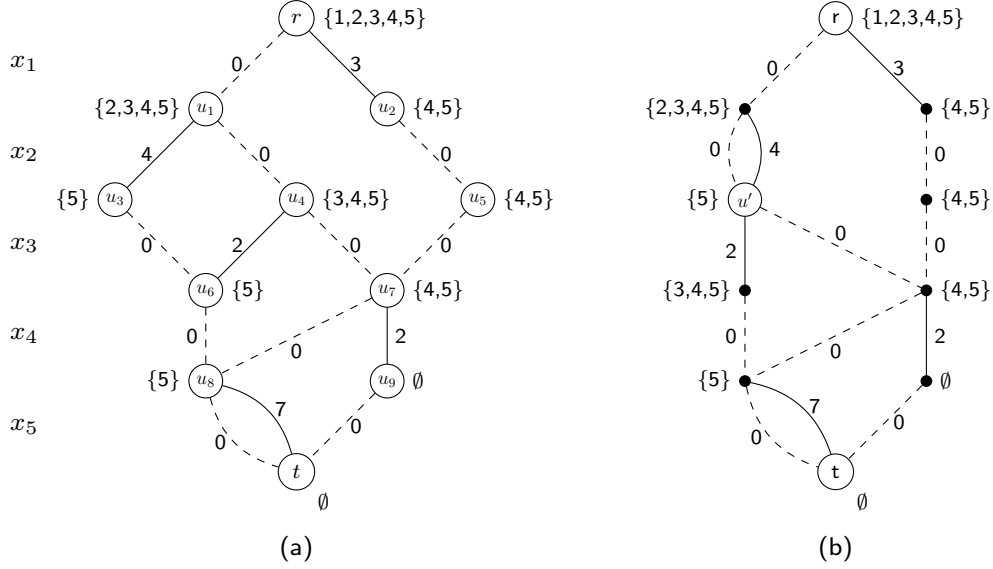 r {1,2,3,4,5} r {1,2,3,4,5}
x1 0 3 0 3
{2,3,4,5} u1 u2 {4,5} {2,3,4,5} {4,5}
x2 4 0 0 0 4 0
{5} u3 u4 {3,4,5} u5 {4,5} {5} u' {4,5}
x3 0 2 0 0 2 0 0
u6 {5} u7 {4,5} {3,4,5} {4,5}
x4 0 0 2 0 0 2
{5} u8 u9 ∅ {5} ∅
x5 0 7 0 0 7 0
t t
∅ ∅
(a) (b)